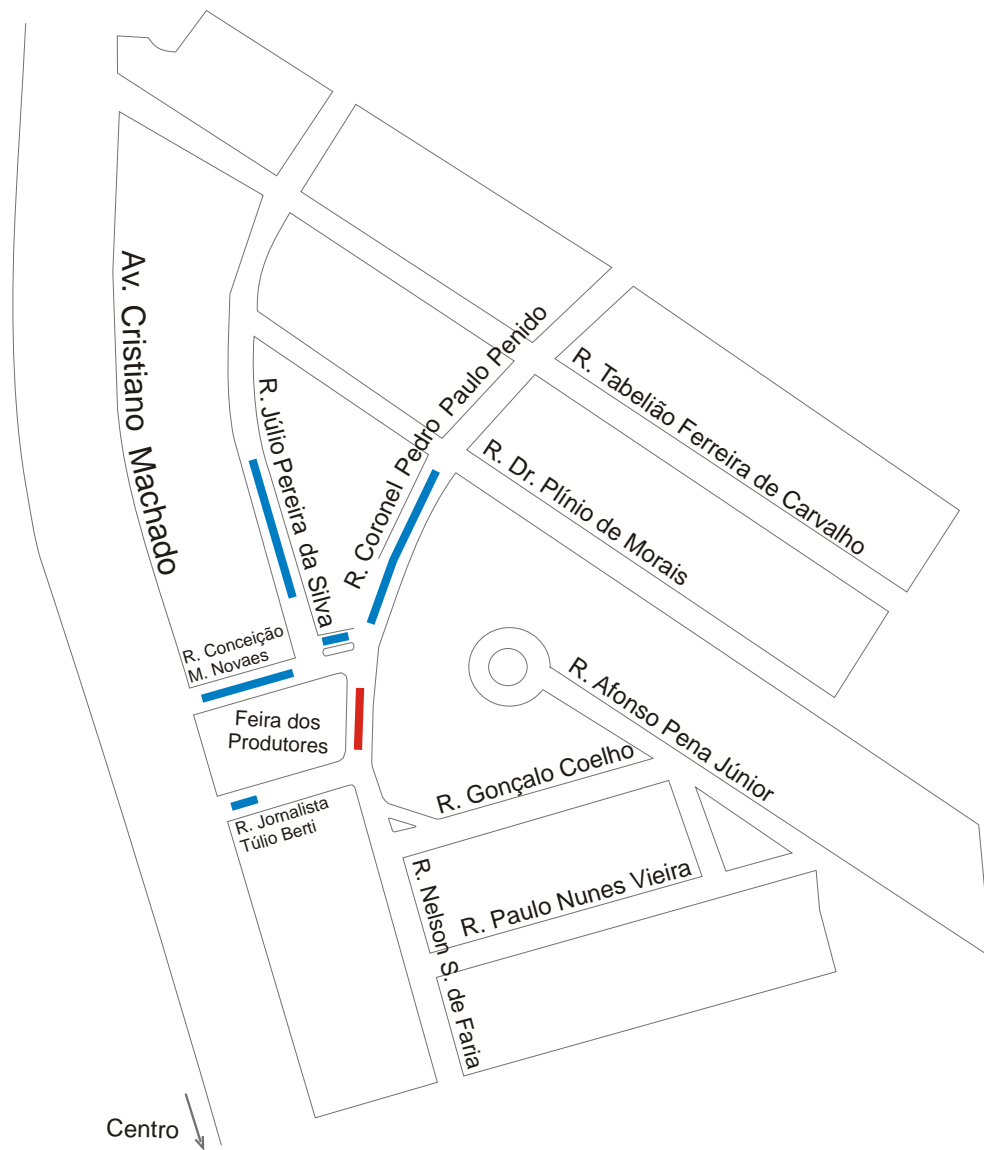 Av. Cristiano Machado
R. Júlio Pereira da Silva
R. Coronel Pedro Paulo Penido
R. Tabelião Ferreira de Carvalho
R. Dr. Plínio de Morais
R. Conceição
M. Novaes
Feira dos
Produtores
R. Afonso Pena Júnior
R. Gonçalo Coelho
R. Jornalista
Túlio Berti
R. Nelson S. de Faria
R. Paulo Nunes Vieira
Centro